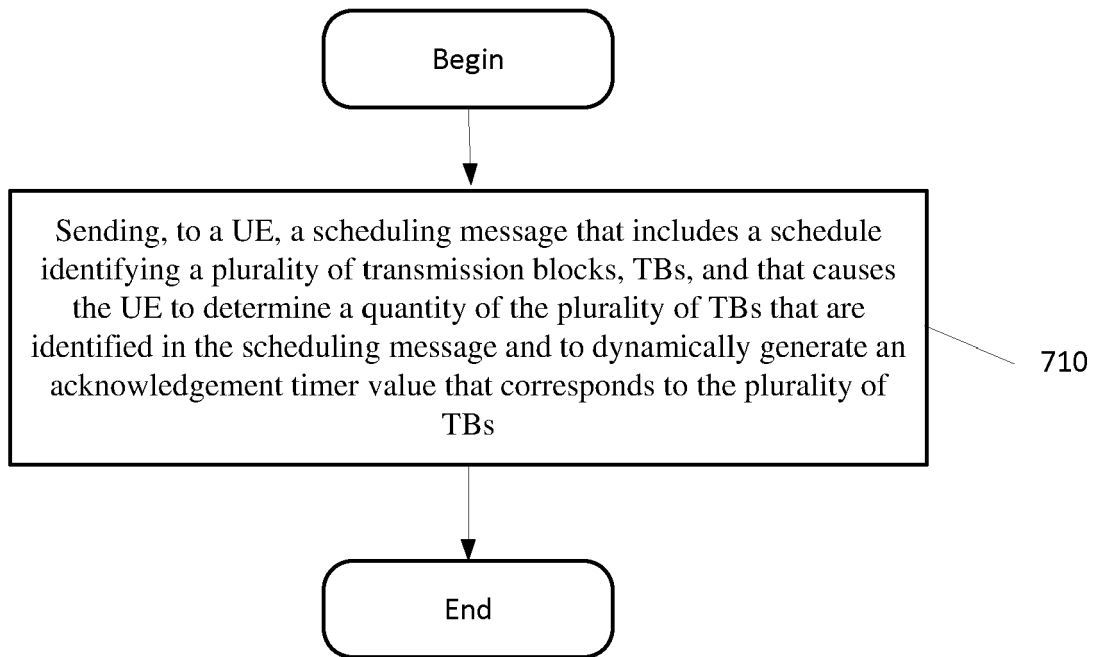 Begin
Sending, to a UE, a scheduling message that includes a schedule
identifying a plurality of transmission blocks, TBs, and that causes
the UE to determine a quantity of the plurality of TBs that are
identified in the scheduling message and to dynamically generate an
acknowledgement timer value that corresponds to the plurality of
TBs
710
End